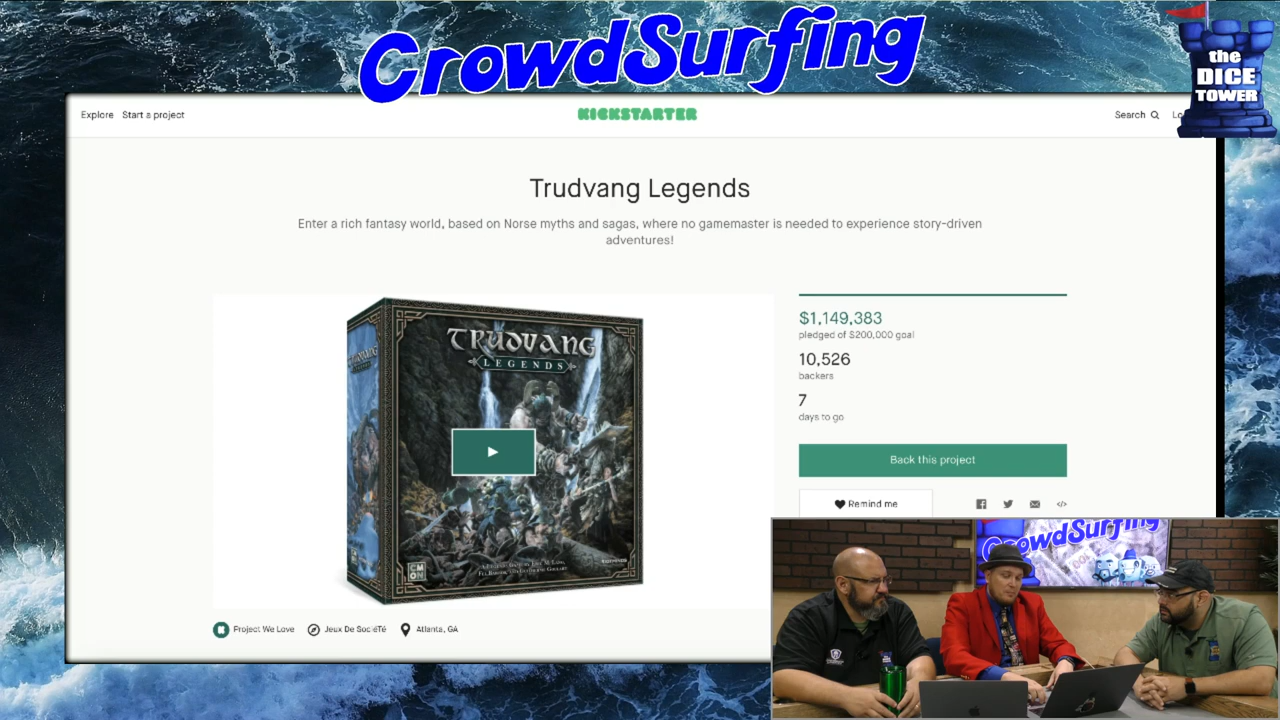 CrowdSurfing
the
DICE
TOWER
Explore Start a project
KICKSTARTER
Search
Trudvang Legends
Enter a rich fantasy world, based on Norse myths and sagas, where no gamemaster is needed to experience story-driven
adventures!
TRUDVANG
LEGENDS
CM
ON
$1,149,383
pledged of $200,000 goal
10,526
backers
7
days to go
Back this project
Remind me
</>
Project We Love
Jeux De SociéTé
Atlanta, GA
CrowdSurfing